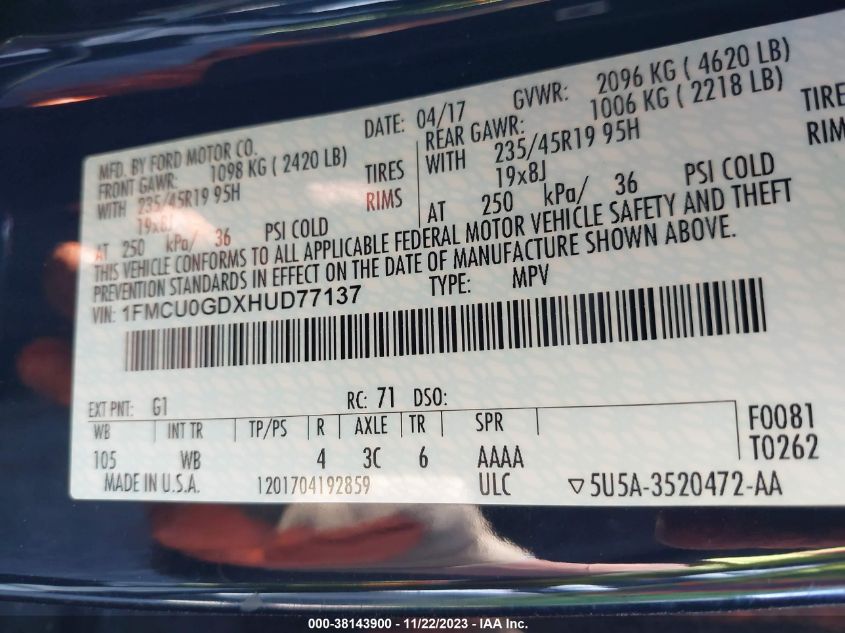 MFD. BY FORD MOTOR CO.
DATE: 04/17 GVWR: 2096 KG ( 4620 LB)
FRONT GAWR: 1098 KG ( 2420 LB)
REAR GAWR: 1006 KG ( 2218 LB)
WITH 235/45R19 95H TIRES
WITH 235/45R19 95H TIRE
19x8J RIMS
19x8J RIM
AT 250 kPa/ 36 PSI COLD
AT 250 kPa/ 36 PSI COLD
THIS VEHICLE CONFORMS TO ALL APPLICABLE FEDERAL MOTOR VEHICLE SAFETY AND THEFT
PREVENTION STANDARDS IN EFFECT ON THE DATE OF MANUFACTURE SHOWN ABOVE.
VIN: 1FMCU0GDXHUD77137 TYPE: MPV
EXT PNT: G1 RC: 71 DSO:
WB INT TR TP/PS R AXLE TR SPR F0081
105 WB 4 3C 6 AAAA T0262
MADE IN U.S.A. 1201704192859 ULC ▽5U5A-3520472-AA
000-38143900 - 11/22/2023 - IAA Inc.